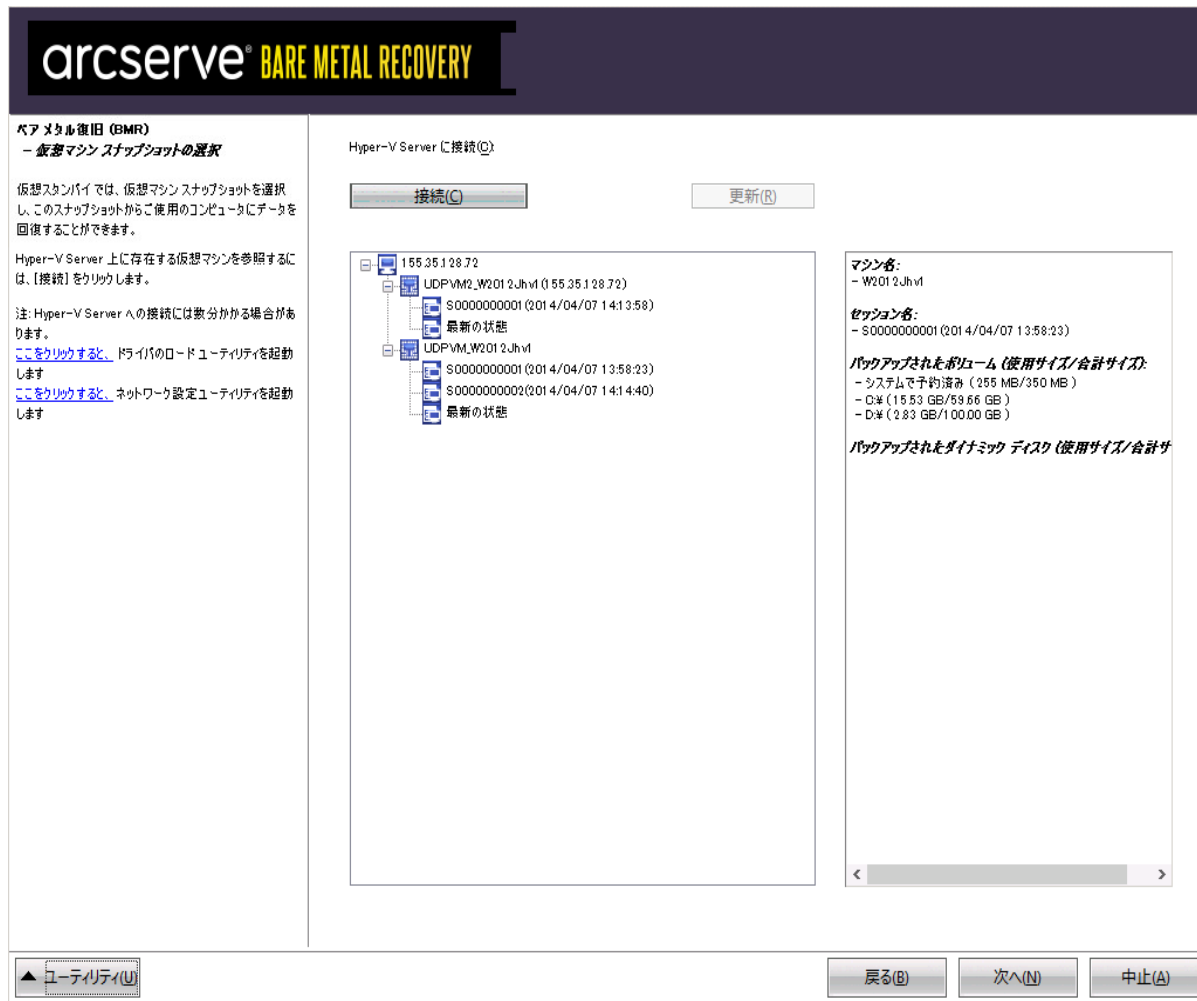 arcserve® BARE METAL RECOVERY
ベアメタル復旧 (BMR)
- 仮想マシン スナップショットの選択
仮想スタンバイ では、仮想マシン スナップショットを選択
し、このスナップショットからご使用のコンピュータにデータを
回復することができます。
Hyper-V Server 上に存在する仮想マシンを参照するに
は、[接続] をクリックします。
注: Hyper-V Server への接続には数分かかる場合があ
ります。
ここをクリックすると、 ドライバのロード ユーティリティを起動
します
ここをクリックすると、 ネットワーク設定ユーティリティを起動
します
Hyper-V Server に接続(C):
接続(C)
更新(R)
155.35.128.72
UDPVM2_W2012Jhv1(155.35.128.72)
S0000000001(2014/04/07 14:13:58)
最新の状態
UDPVM_W2012Jhv1
S0000000001(2014/04/07 13:58:23)
S0000000002(2014/04/07 14:14:40)
最新の状態
マシン名:
- W2012Jhv1
セッション名:
- S0000000001(2014/04/07 13:58:23)
バックアップされたボリューム (使用サイズ/合計サイズ):
- システムで予約済み ( 255 MB/350 MB )
- C:¥ ( 15.53 GB/59.66 GB )
- D:¥ ( 2.83 GB/100.00 GB )
バックアップされたダイナミック ディスク (使用サイズ/合計サ
ユーティリティ(U)
戻る(B)
次へ(N)
中止(A)